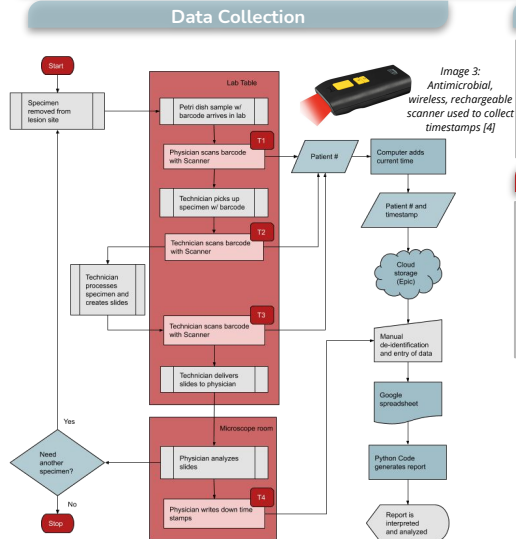 Data Collection
Start
Specimen
removed from
lesion site
Lab Table
Petri dish sample w/
barcode arrives in lab
T1
Physician scans barcode
with Scanner
Technician picks up
specimen w/ barcode
T2
Technician scans barcode
with Scanner
Technician
processes
specimen and
creates slides
T3
Technician scans barcode
with Scanner
Technician delivers
slides to physician
Microscope room
Physician analyzes
slides
T4
Physician writes down time
stamps
Need
another
specimen?
Yes
No
Stop
Image 3:
Antimicrobial,
wireless, rechargeable
scanner used to collect
timestamps [4]
Patient #
Computer adds
current time
Patient # and
timestamp
Cloud
storage
(Epic)
Manual
de-identification
and entry of data
Google
spreadsheet
Python Code
generates report
Report is
interpreted
and analyzed